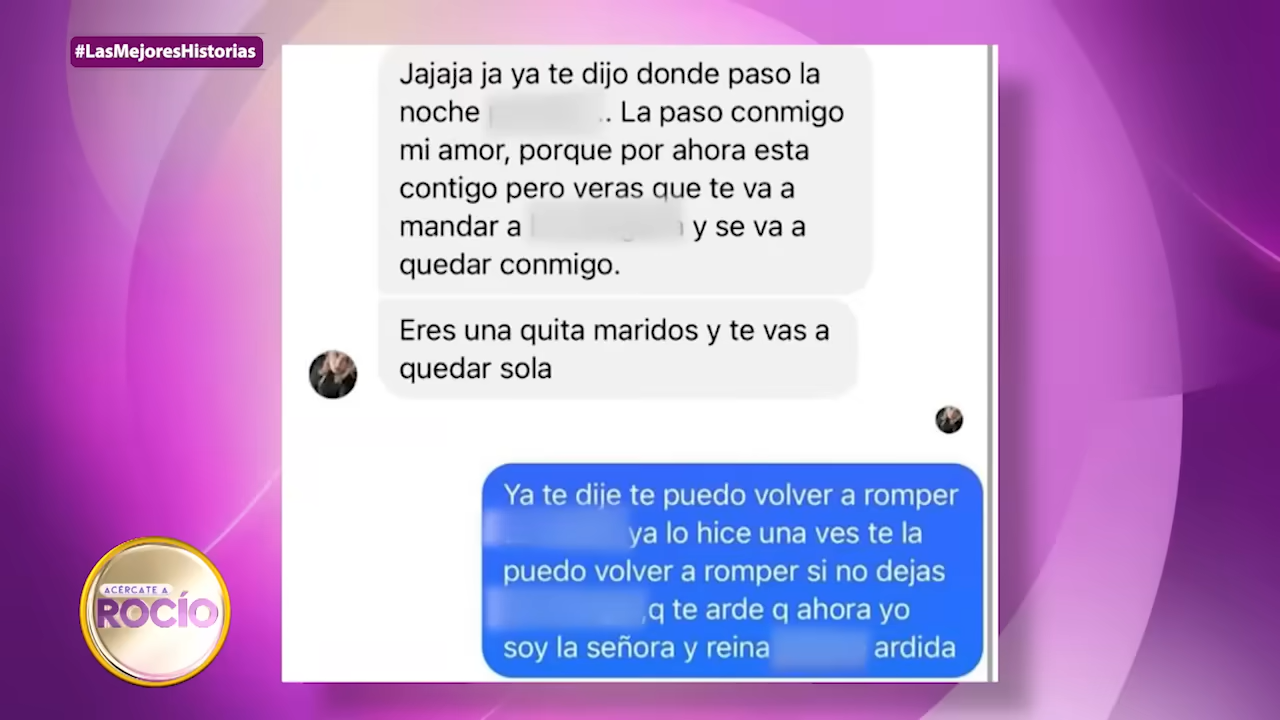 #LasMejoresHistorias
Jajaja ja ya te dijo donde paso la
noche .. La paso conmigo
mi amor, porque por ahora esta
contigo pero veras que te va a
mandar a y se va a
quedar conmigo.
Eres una quita maridos y te vas a
quedar sola
Ya te dije te puedo volver a romper
ya lo hice una ves te la
puedo volver a romper si no dejas
,q te arde q ahora yo
soy la señora y reina ardida
ACÉRCATE A
ROCÍO